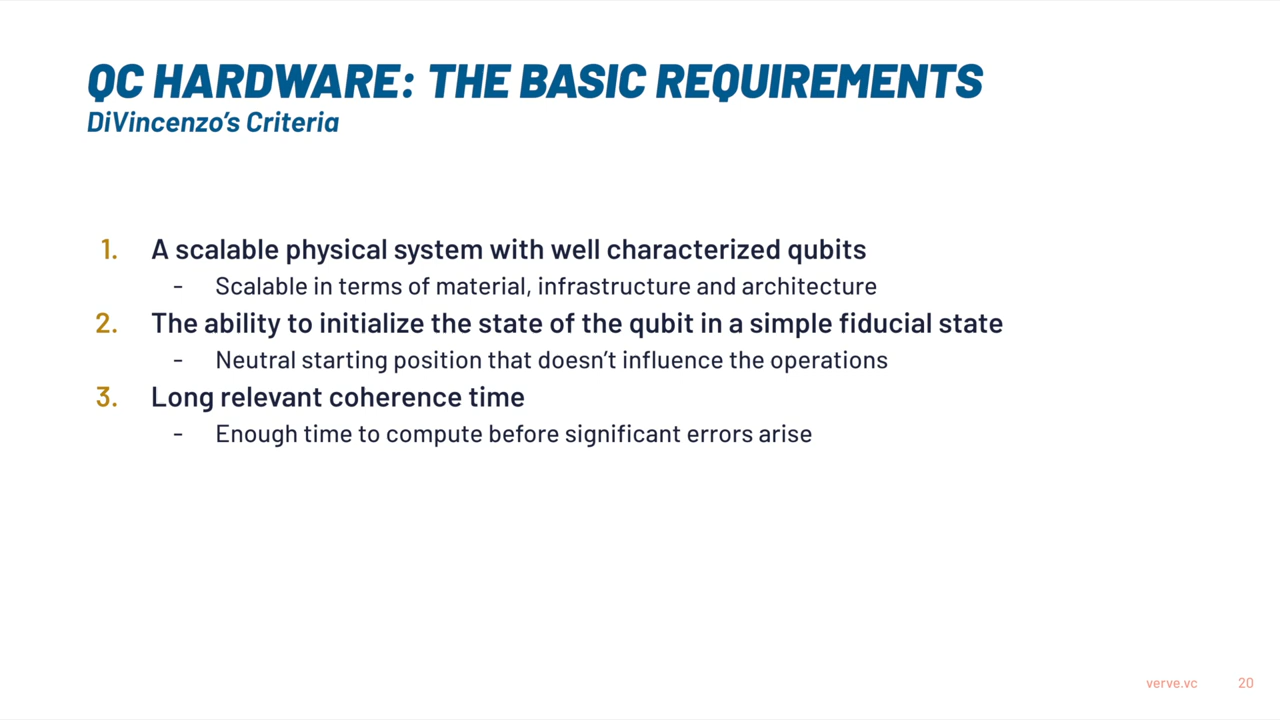 QC HARDWARE: THE BASIC REQUIREMENTS
DiVincenzo’s Criteria
1. A scalable physical system with well characterized qubits
- Scalable in terms of material, infrastructure and architecture
2. The ability to initialize the state of the qubit in a simple fiducial state
- Neutral starting position that doesn’t influence the operations
3. Long relevant coherence time
- Enough time to compute before significant errors arise
verve.vc 20